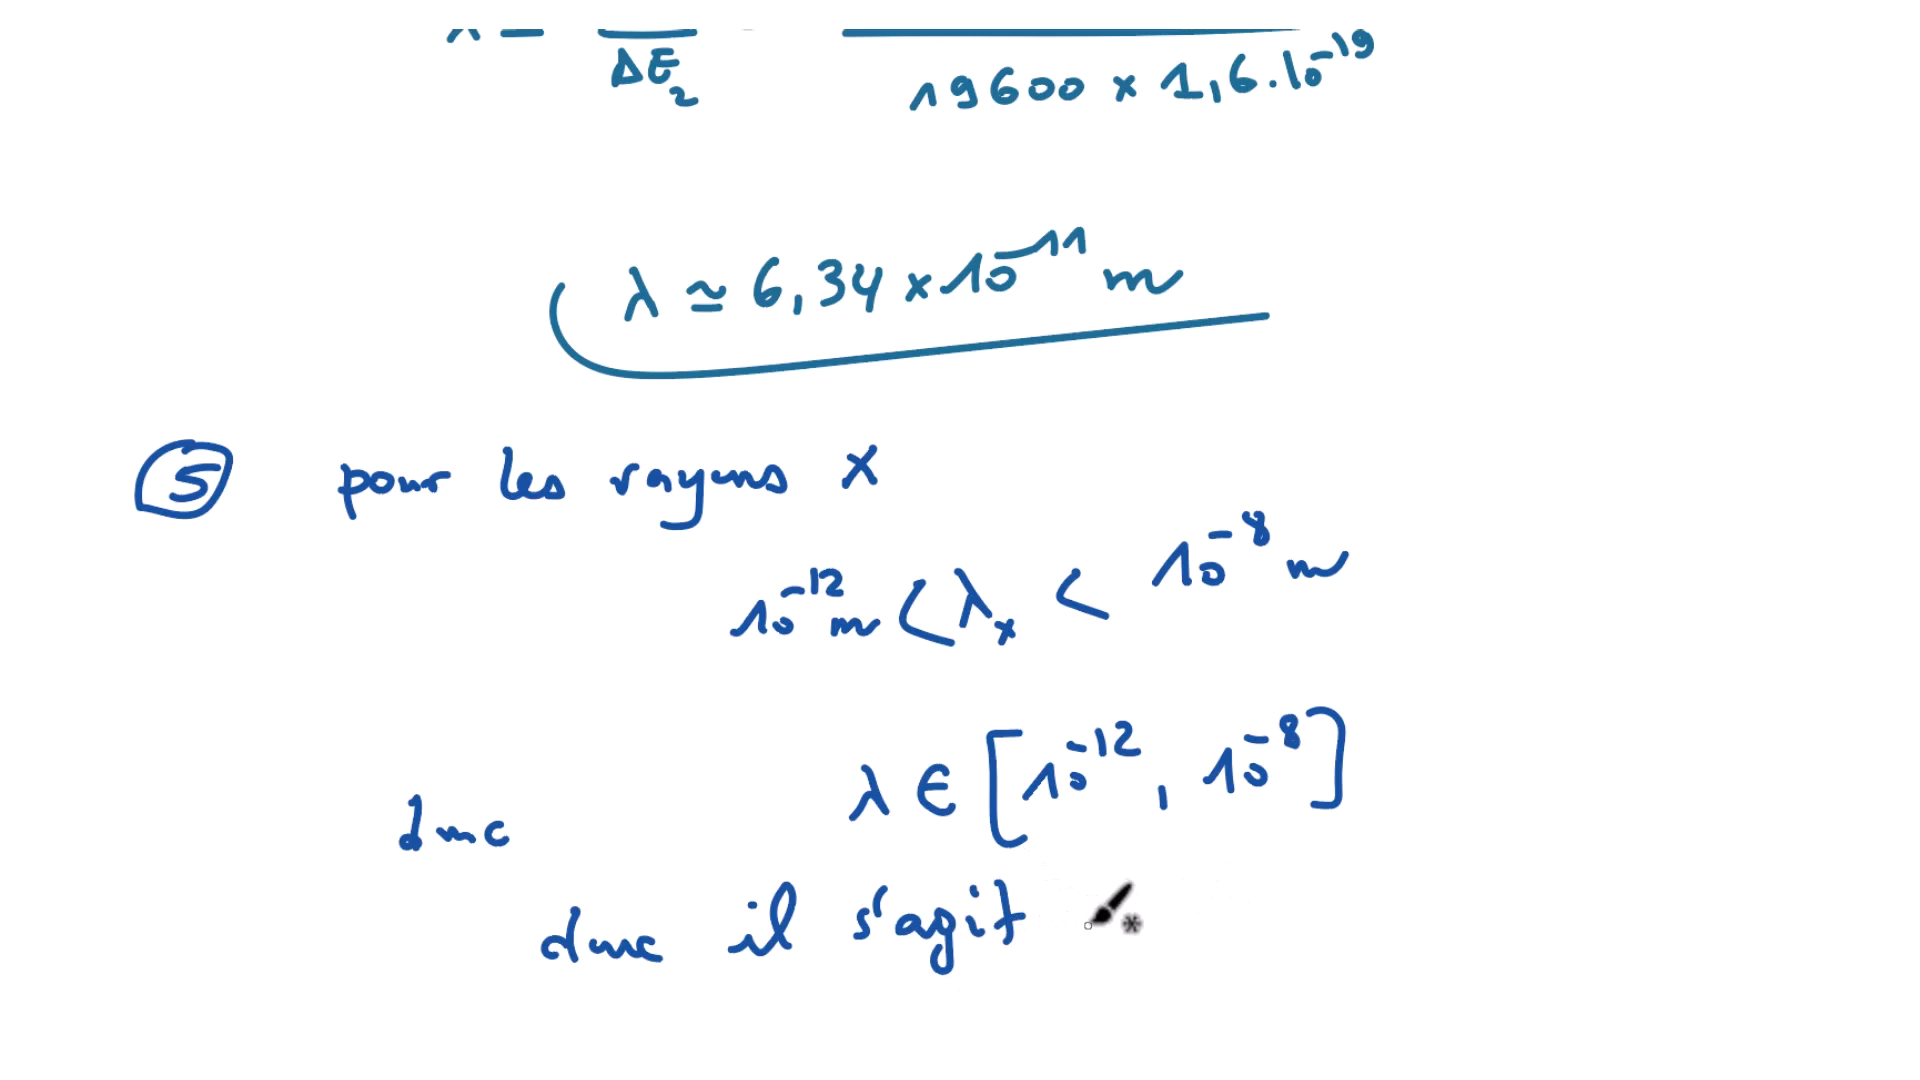 λ =
ΔE₂
19600 × 1,6.10⁻¹⁹
λ ≃ 6,34 × 10⁻¹¹ m
5 pour les rayons X
10⁻¹² m < λₓ < 10⁻⁸ m
donc λ ∈ [10⁻¹², 10⁻⁸]
donc il s'agit